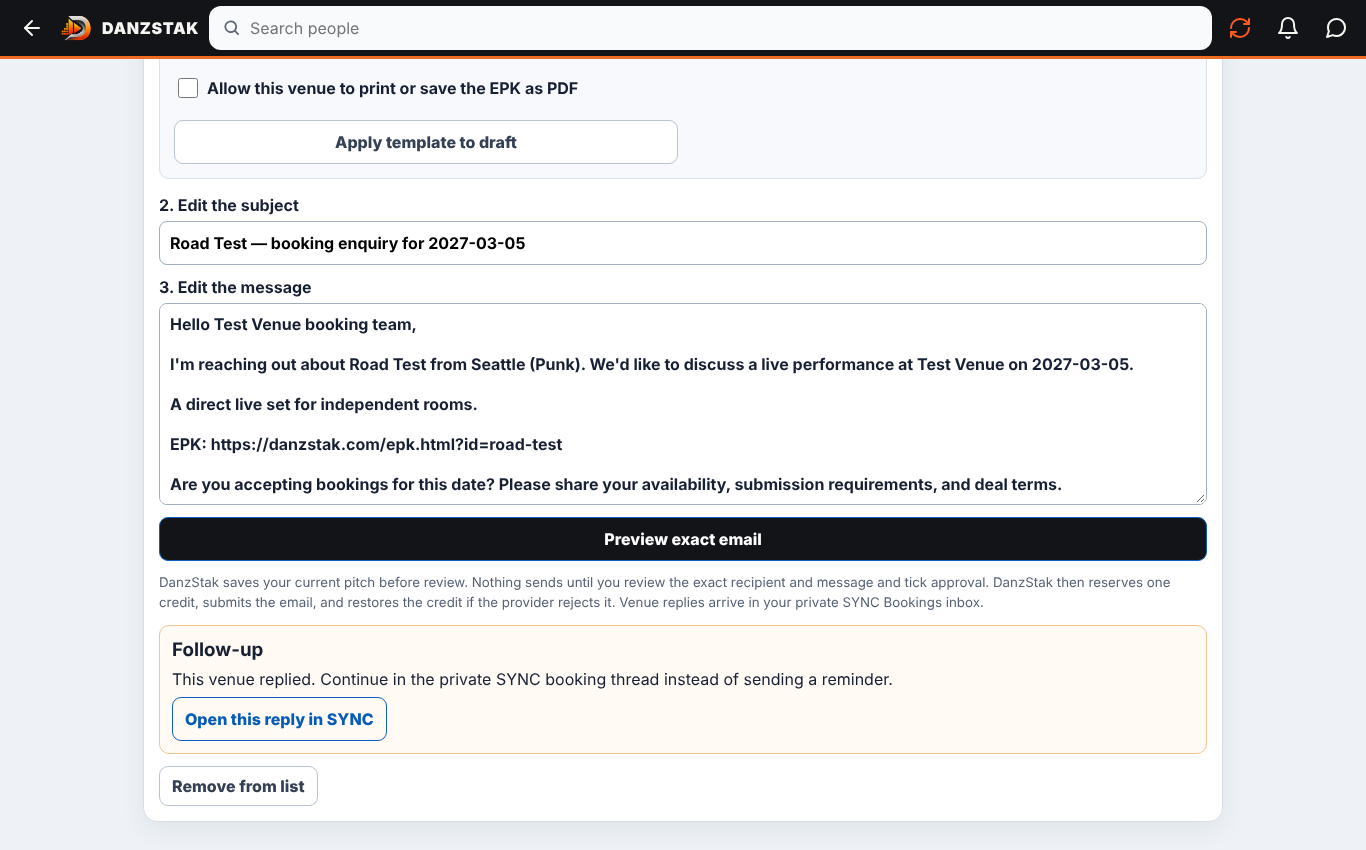 DANZSTAK
Search people
Allow this venue to print or save the EPK as PDF
Apply template to draft
2. Edit the subject
Road Test — booking enquiry for 2027-03-05
3. Edit the message
Hello Test Venue booking team,
I'm reaching out about Road Test from Seattle (Punk). We'd like to discuss a live performance at Test Venue on 2027-03-05.
A direct live set for independent rooms.
EPK: https://danzstak.com/epk.html?id=road-test
Are you accepting bookings for this date? Please share your availability, submission requirements, and deal terms.
Preview exact email
DanzStak saves your current pitch before review. Nothing sends until you review the exact recipient and message and tick approval. DanzStak then reserves one
credit, submits the email, and restores the credit if the provider rejects it. Venue replies arrive in your private SYNC Bookings inbox.
Follow-up
This venue replied. Continue in the private SYNC booking thread instead of sending a reminder.
Open this reply in SYNC
Remove from list